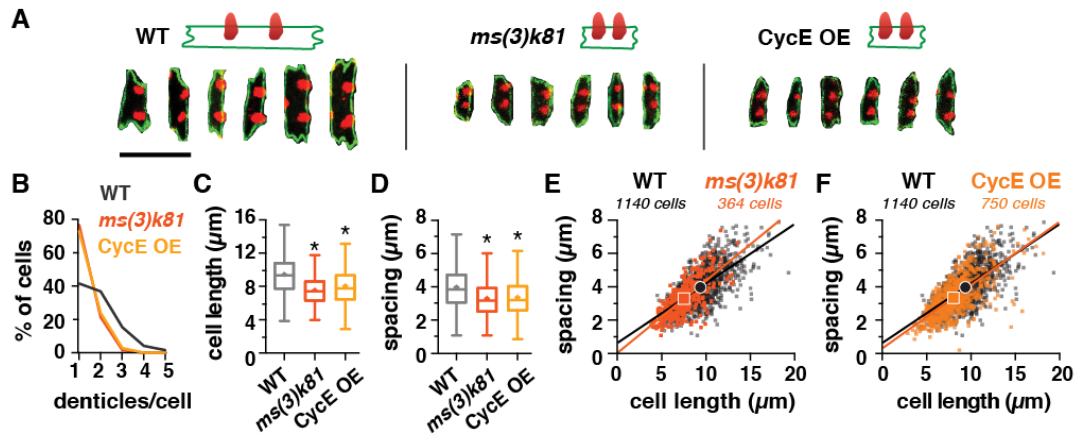 A
WT
ms(3)k81
CycE OE
B
WT
ms(3)k81
CycE OE
% of cells
80
60
40
20
0
1 2 3 4 5
denticles/cell
C
cell length (µm)
16
12
8
4
0
WT
*
ms(3)k81
*
CycE OE
D
spacing (µm)
8
6
4
2
0
WT
*
ms(3)k81
*
CycE OE
E
WT
1140 cells
ms(3)k81
364 cells
spacing (µm)
8
6
4
2
0
0 5 10 15 20
cell length (µm)
F
WT
1140 cells
CycE OE
750 cells
spacing (µm)
8
6
4
2
0
0 5 10 15 20
cell length (µm)